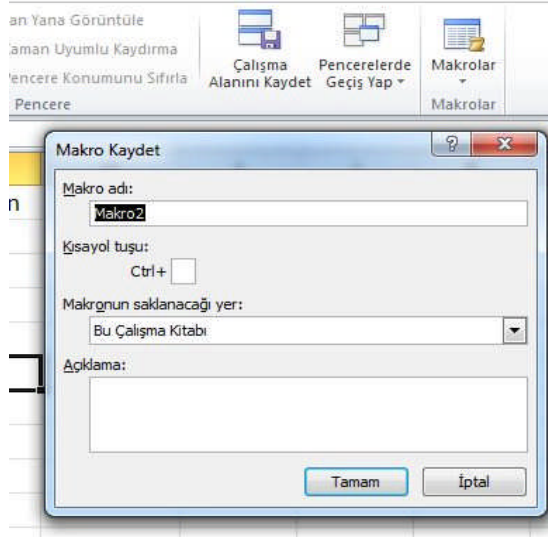 an Yana Görüntüle
aman Uyumlu Kaydırma
encere Konumunu Sıfırla
Pencere
Çalışma
Alanını Kaydet
Pencerelerde
Geçiş Yap
Makrolar
Makrolar
Makro Kaydet
?
n
Makro adı:
Makro2
Kısayol tuşu:
Ctrl+
Makronun saklanacağı yer:
Bu Çalışma Kitabı
Açıklama:
Tamam
İptal